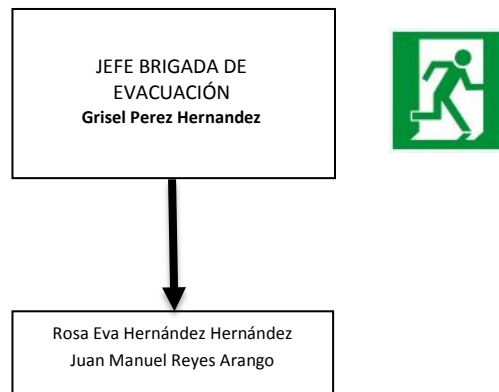 JEFE BRIGADA DE
EVACUACIÓN
Grisel Perez Hernandez
Rosa Eva Hernández Hernández
Juan Manuel Reyes Arango